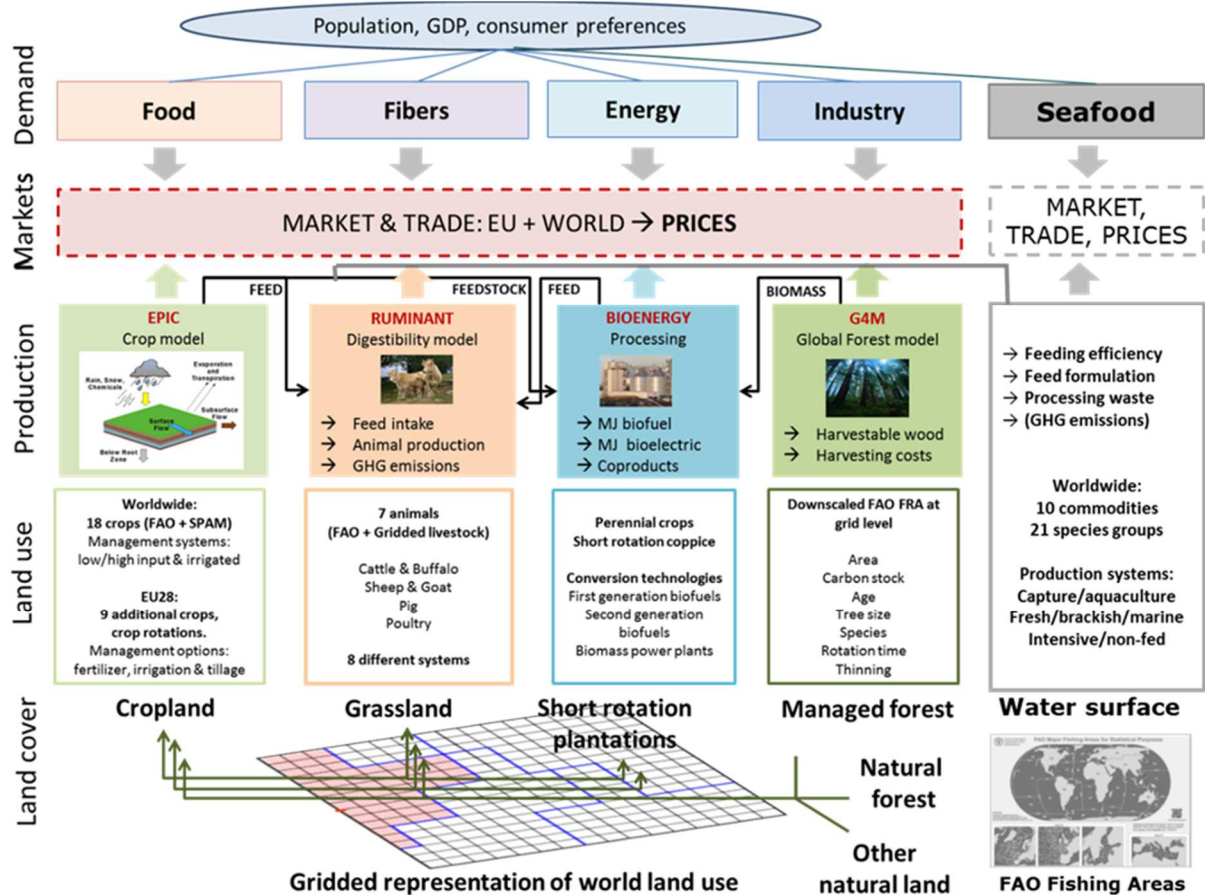 Population, GDP, consumer preferences
Demand
Food
Fibers
Energy
Industry
Seafood
Markets
MARKET & TRADE: EU + WORLD → PRICES
MARKET,
TRADE, PRICES
FEED
FEEDSTOCK
FEED
BIOMASS
Production
EPIC
Crop model
Rain, Snow,
Chemicals
Evaporation
and
Transpiration
Subsurface
Flow
Surface
Flow
Below Root
Zone
RUMINANT
Digestibility model
→ Feed intake
→ Animal production
→ GHG emissions
BIOENERGY
Processing
→ MJ biofuel
→ MJ bioelectric
→ Coproducts
G4M
Global Forest model
→ Harvestable wood
→ Harvesting costs
→ Feeding efficiency
→ Feed formulation
→ Processing waste
→ (GHG emissions)
Worldwide:
10 commodities
21 species groups
Production systems:
Capture/aquaculture
Fresh/brackish/marine
Intensive/non-fed
Land use
Worldwide:
18 crops (FAO + SPAM)
Management systems:
low/high input & irrigated
EU28:
9 additional crops,
crop rotations.
Management options:
fertilizer, irrigation & tillage
7 animals
(FAO + Gridded livestock)
Cattle & Buffalo
Sheep & Goat
Pig
Poultry
8 different systems
Perennial crops
Short rotation coppice
Conversion technologies
First generation biofuels
Second generation
biofuels
Biomass power plants
Downscaled FAO FRA at
grid level
Area
Carbon stock
Age
Tree size
Species
Rotation time
Thinning
Land cover
Cropland
Grassland
Short rotation
plantations
Managed forest
Water surface
Natural
forest
Other
natural land
Gridded representation of world land use
FAO Major Fishing Areas for Statistical Purposes
FAO Fishing Areas